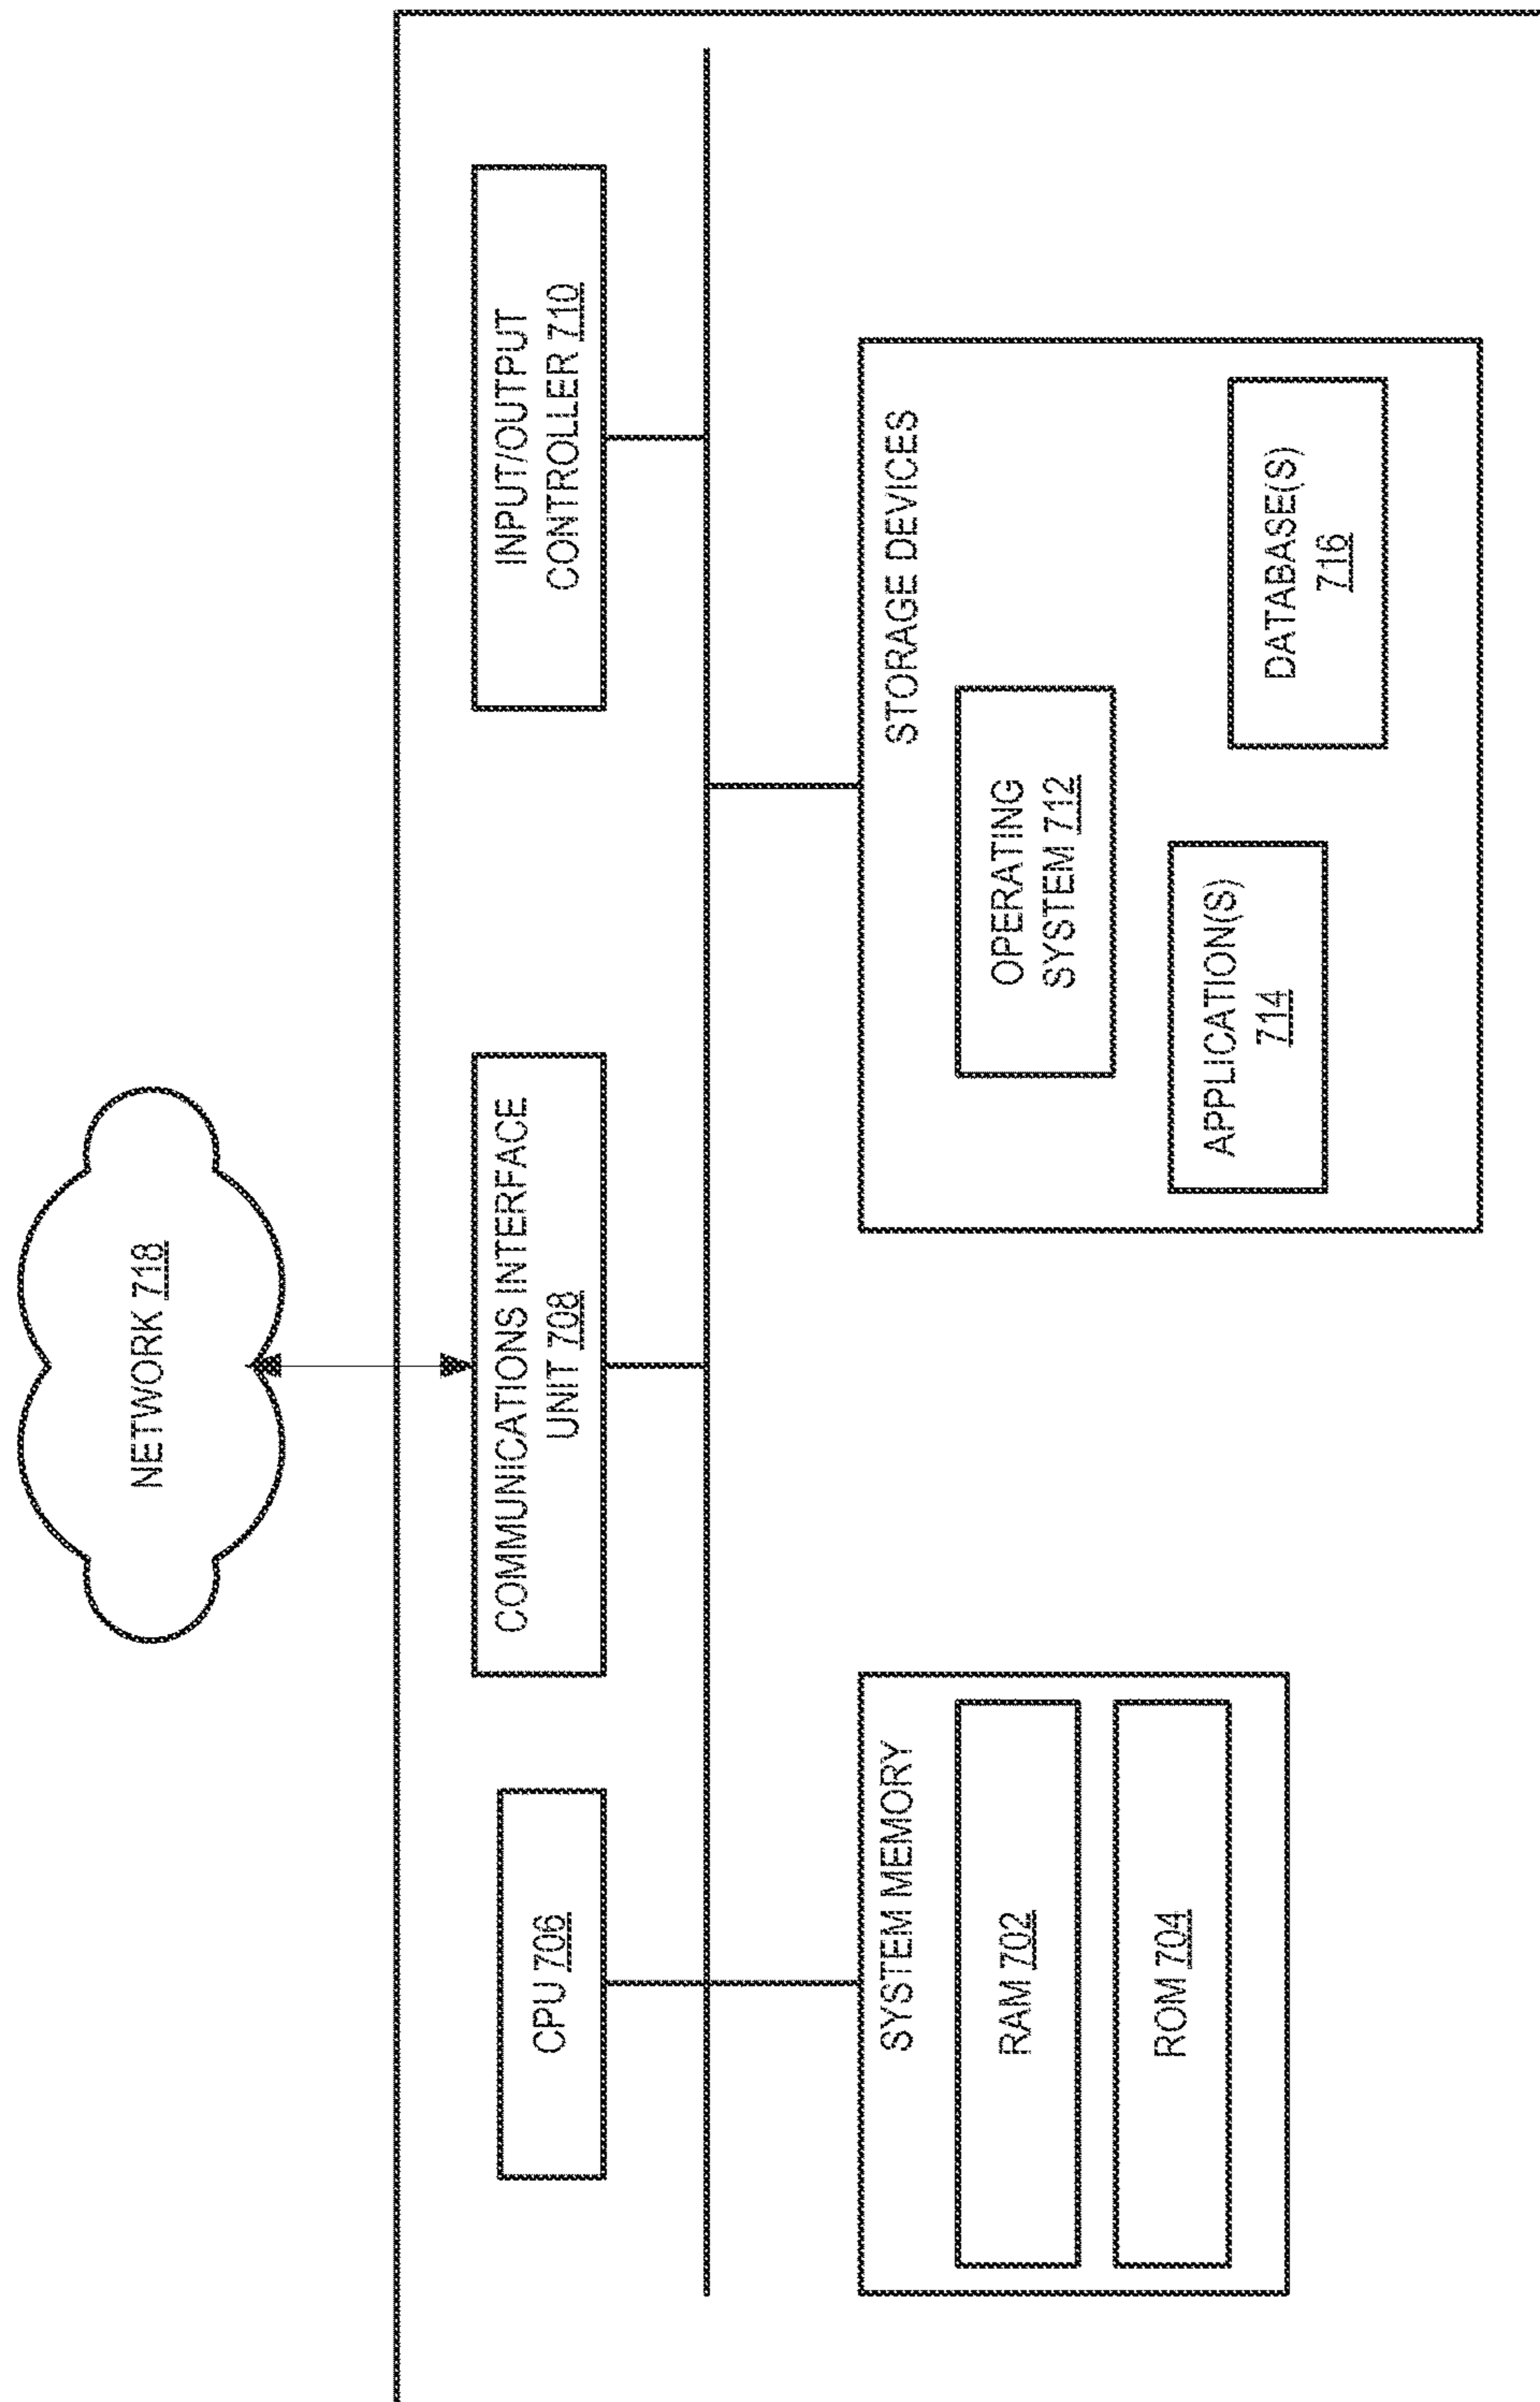 NETWORK 718
CPU 706
COMMUNICATIONS INTERFACE
UNIT 708
INPUT/OUTPUT
CONTROLLER 710
SYSTEM MEMORY
RAM 702
ROM 704
STORAGE DEVICES
OPERATING
SYSTEM 712
APPLICATION(S)
714
DATABASE(S)
716